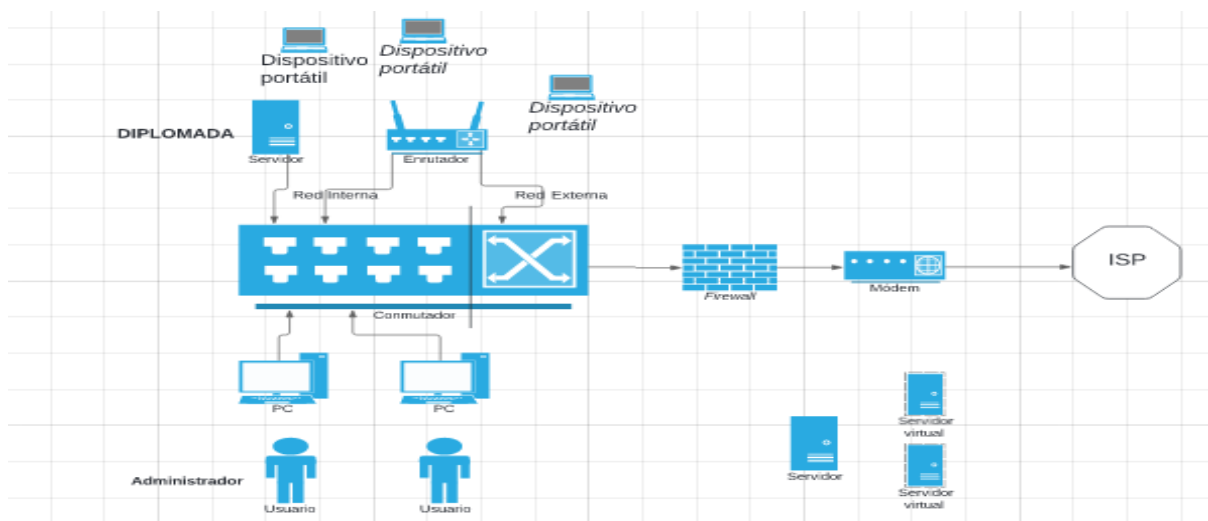 Dispositivo
portátil
Dispositivo
portátil
Dispositivo
portátil
DIPLOMADA
Servidor
Enrutador
Red Interna
Red Externa
Conmutador
Firewall
Módem
ISP
PC
PC
Administrador
Usuario
Usuario
Servidor
Servidor
virtual
Servidor
virtual